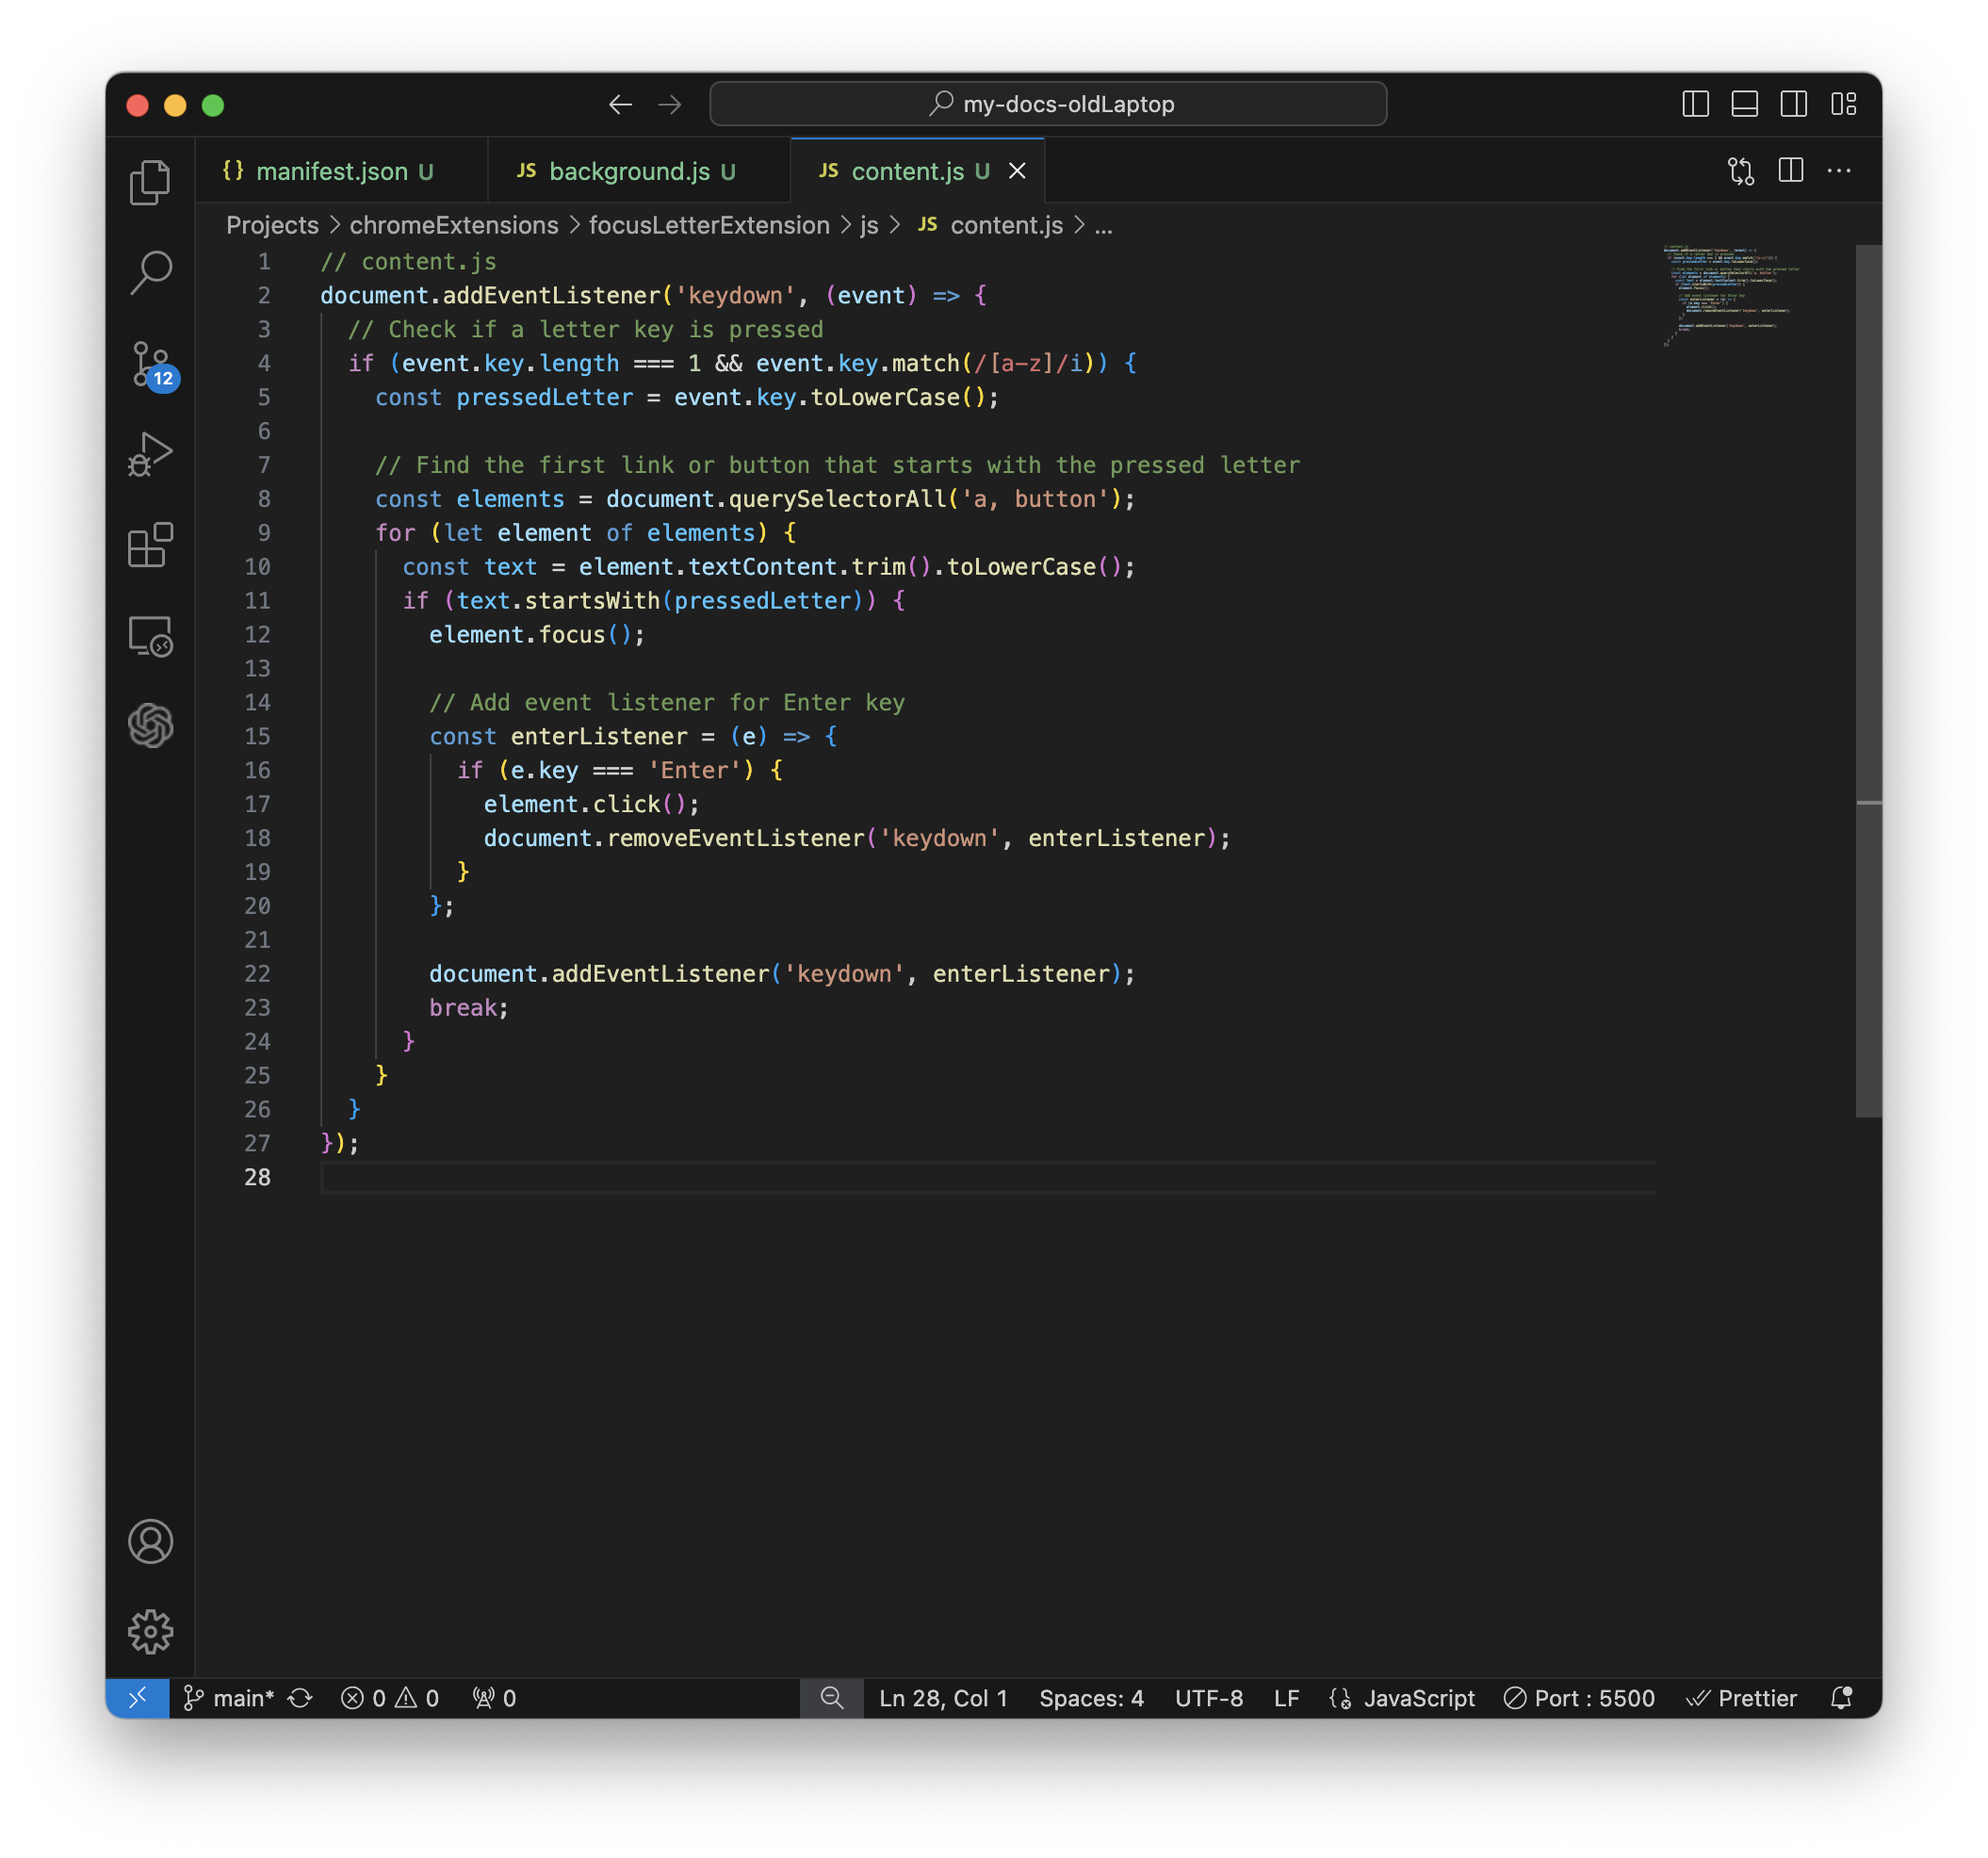 my-docs-oldLaptop
{} manifest.json U
JS background.js U
JS content.js U
Projects > chromeExtensions > focusLetterExtension > js > JS content.js > ...
12
1 // content.js
2 document.addEventListener('keydown', (event) => {
3   // Check if a letter key is pressed
4   if (event.key.length === 1 && event.key.match(/[a-z]/i)) {
5     const pressedLetter = event.key.toLowerCase();
6
7     // Find the first link or button that starts with the pressed letter
8     const elements = document.querySelectorAll('a, button');
9     for (let element of elements) {
10       const text = element.textContent.trim().toLowerCase();
11       if (text.startsWith(pressedLetter)) {
12         element.focus();
13
14         // Add event listener for Enter key
15         const enterListener = (e) => {
16           if (e.key === 'Enter') {
17             element.click();
18             document.removeEventListener('keydown', enterListener);
19           }
20         };
21
22         document.addEventListener('keydown', enterListener);
23         break;
24       }
25     }
26   }
27 });
28
main* 0 0 0 Ln 28, Col 1 Spaces: 4 UTF-8 LF JavaScript Port : 5500 Prettier